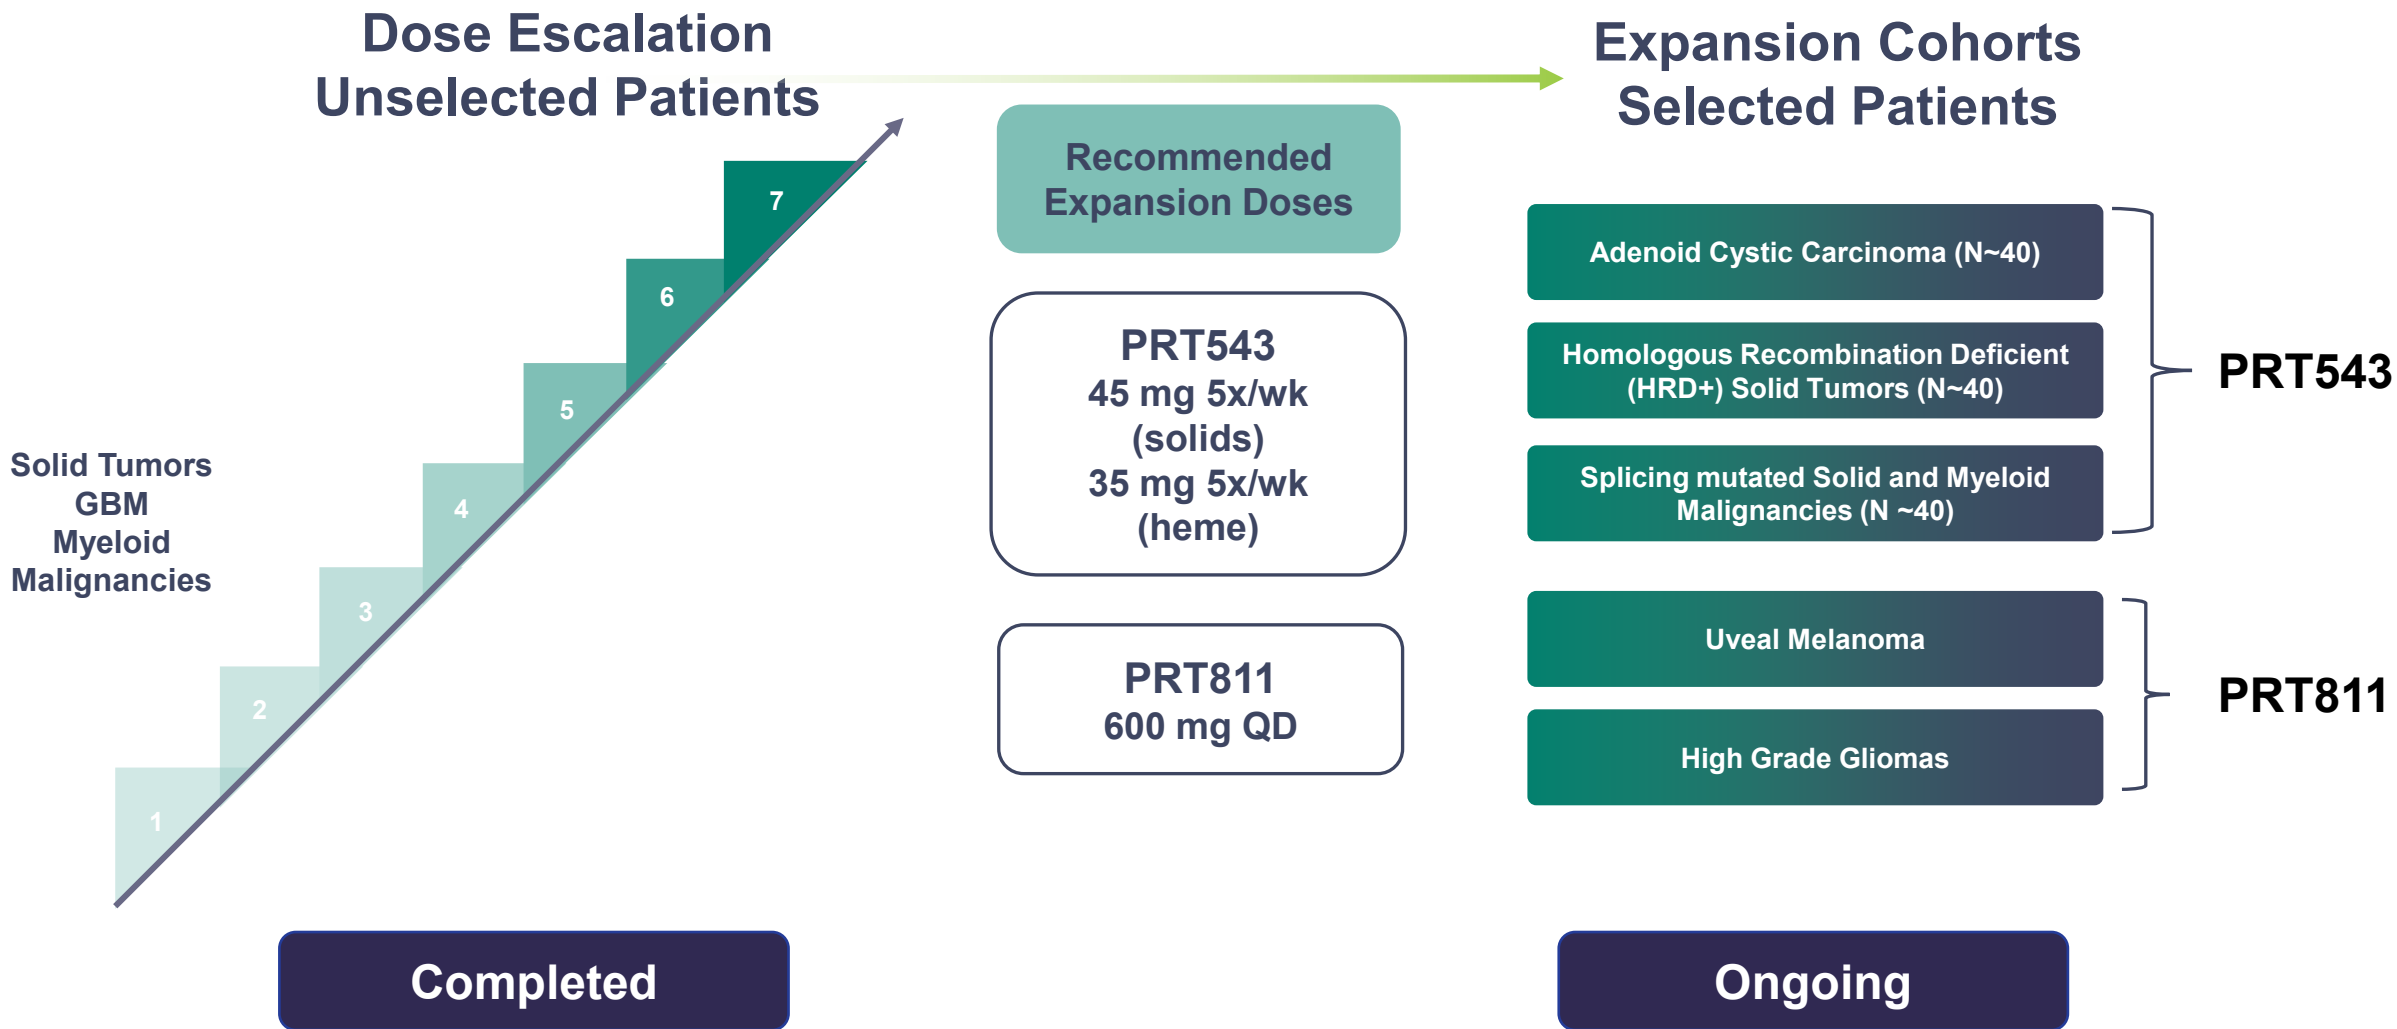 Dose Escalation
Unselected Patients
Expansion Cohorts
Selected Patients
Solid Tumors
GBM
Myeloid
Malignancies
1
2
3
4
5
6
7
Recommended
Expansion Doses
PRT543
45 mg 5x/wk
(solids)
35 mg 5x/wk
(heme)
PRT811
600 mg QD
Adenoid Cystic Carcinoma (N~40)
Homologous Recombination Deficient
(HRD+) Solid Tumors (N~40)
Splicing mutated Solid and Myeloid
Malignancies (N ~40)
PRT543
Uveal Melanoma
High Grade Gliomas
PRT811
Completed
Ongoing